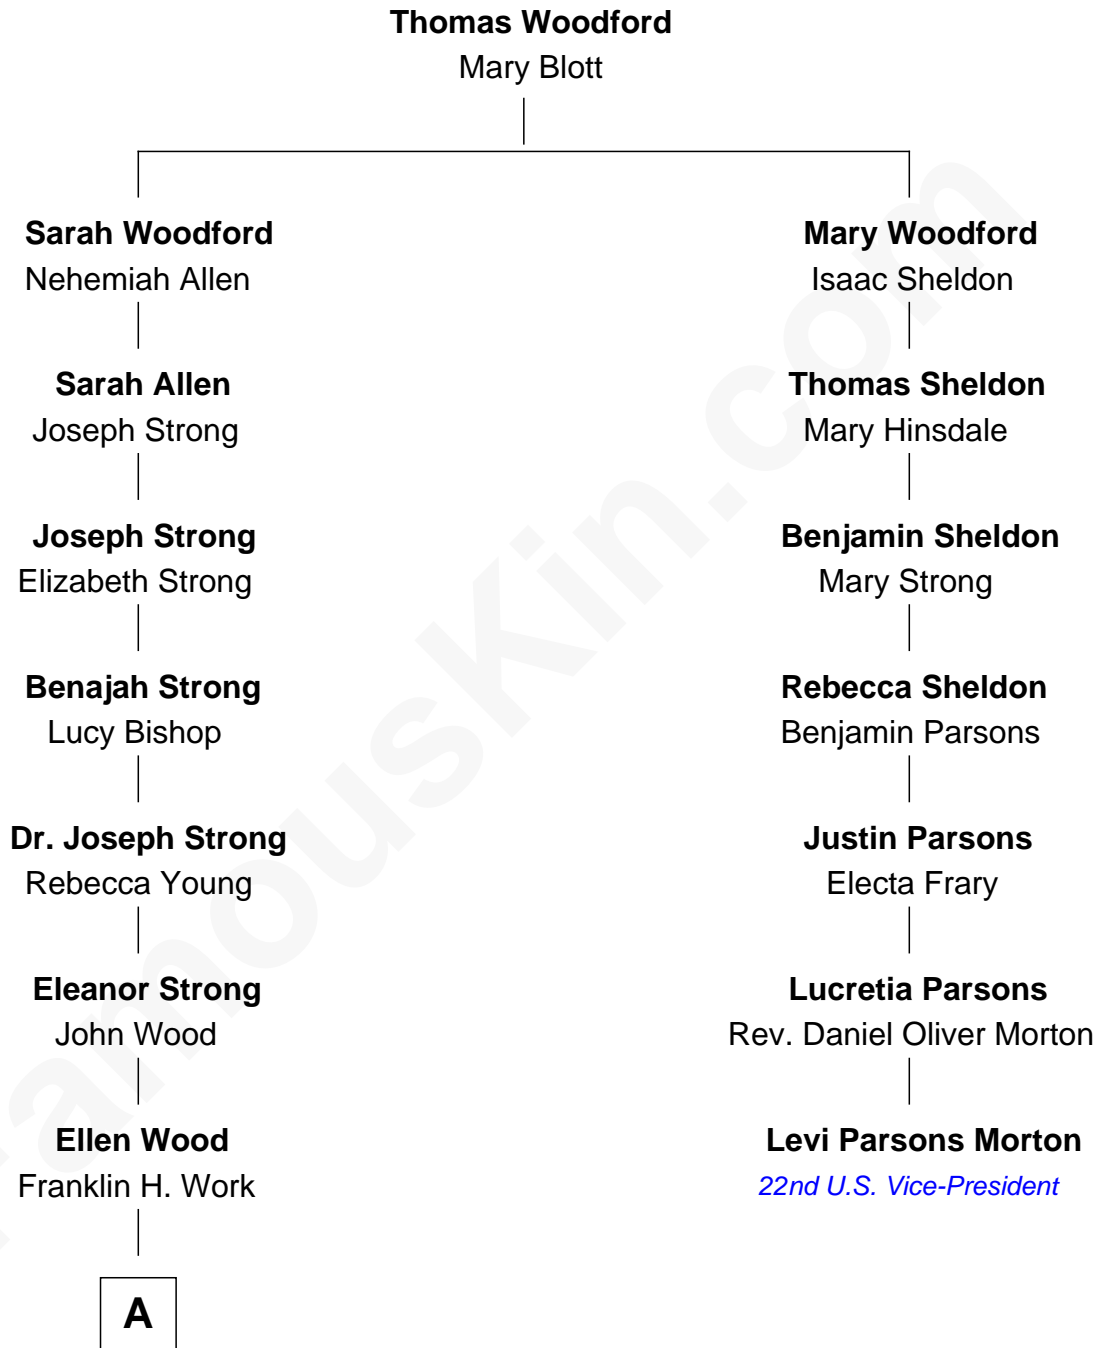 Thomas Woodford
Mary Blott
Sarah Woodford
Nehemiah Allen
Mary Woodford
Isaac Sheldon
Sarah Allen
Joseph Strong
Thomas Sheldon
Mary Hinsdale
Joseph Strong
Elizabeth Strong
Benjamin Sheldon
Mary Strong
Benajah Strong
Lucy Bishop
Rebecca Sheldon
Benjamin Parsons
Dr. Joseph Strong
Rebecca Young
Justin Parsons
Electa Frary
Eleanor Strong
John Wood
Lucretia Parsons
Rev. Daniel Oliver Morton
Ellen Wood
Franklin H. Work
Levi Parsons Morton
22nd U.S. Vice-President
A
FamousKin.com